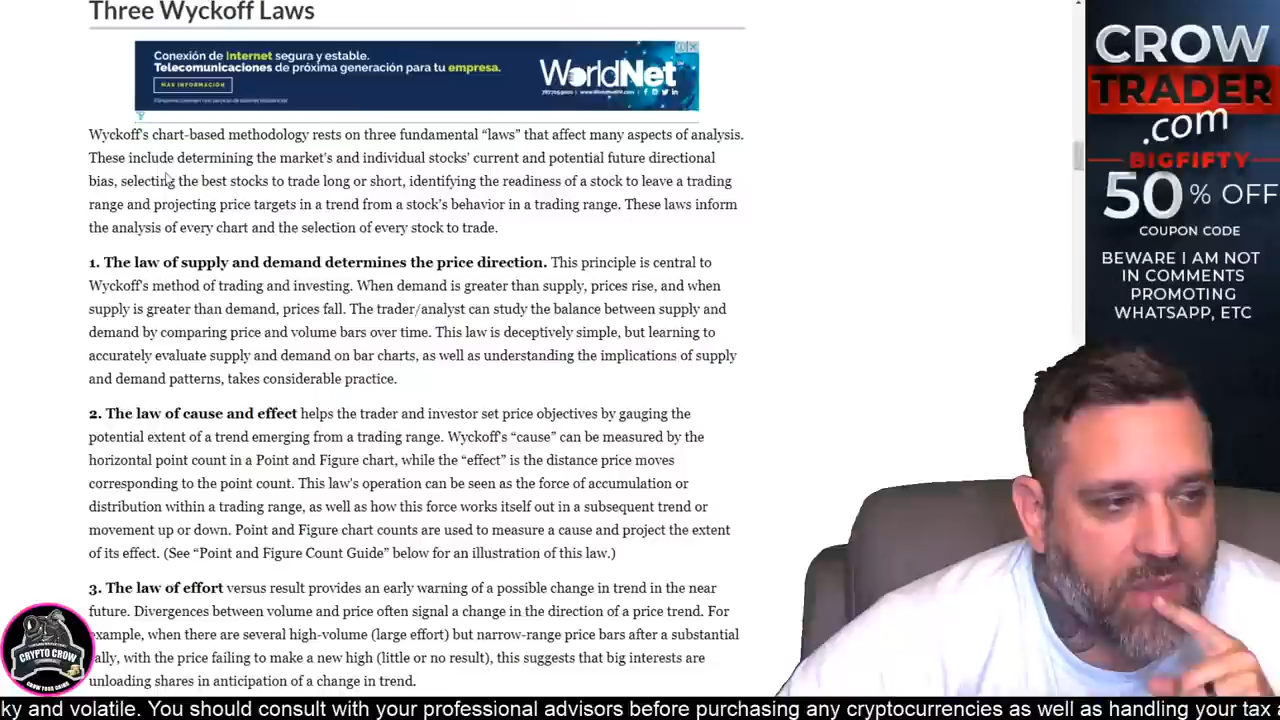 Three Wyckoff Laws
Conexión de Internet segura y estable.
Telecomunicaciones de próxima generación para tu empresa.
MAS INFORMACIÓN
WorldNet
Wyckoff's chart-based methodology rests on three fundamental “laws” that affect many aspects of analysis.
These include determining the market's and individual stocks' current and potential future directional
bias, selecting the best stocks to trade long or short, identifying the readiness of a stock to leave a trading
range and projecting price targets in a trend from a stock's behavior in a trading range. These laws inform
the analysis of every chart and the selection of every stock to trade.
1. The law of supply and demand determines the price direction. This principle is central to
Wyckoff's method of trading and investing. When demand is greater than supply, prices rise, and when
supply is greater than demand, prices fall. The trader/analyst can study the balance between supply and
demand by comparing price and volume bars over time. This law is deceptively simple, but learning to
accurately evaluate supply and demand on bar charts, as well as understanding the implications of supply
and demand patterns, takes considerable practice.
2. The law of cause and effect helps the trader and investor set price objectives by gauging the
potential extent of a trend emerging from a trading range. Wyckoff's “cause” can be measured by the
horizontal point count in a Point and Figure chart, while the “effect” is the distance price moves
corresponding to the point count. This law's operation can be seen as the force of accumulation or
distribution within a trading range, as well as how this force works itself out in a subsequent trend or
movement up or down. Point and Figure chart counts are used to measure a cause and project the extent
of its effect. (See “Point and Figure Count Guide” below for an illustration of this law.)
3. The law of effort versus result provides an early warning of a possible change in trend in the near
future. Divergences between volume and price often signal a change in the direction of a price trend. For
example, when there are several high-volume (large effort) but narrow-range price bars after a substantial
ally, with the price failing to make a new high (little or no result), this suggests that big interests are
unloading shares in anticipation of a change in trend.
CROW
TRADER
.com
BIGFIFTY
50 % OFF
COUPON CODE
BEWARE I AM NOT
IN COMMENTS
PROMOTING
WHATSAPP, ETC
CRYPTO CROW
ky and volatile. You should consult with your professional advisors before purchasing any cryptocurrencies as well as handling your tax a